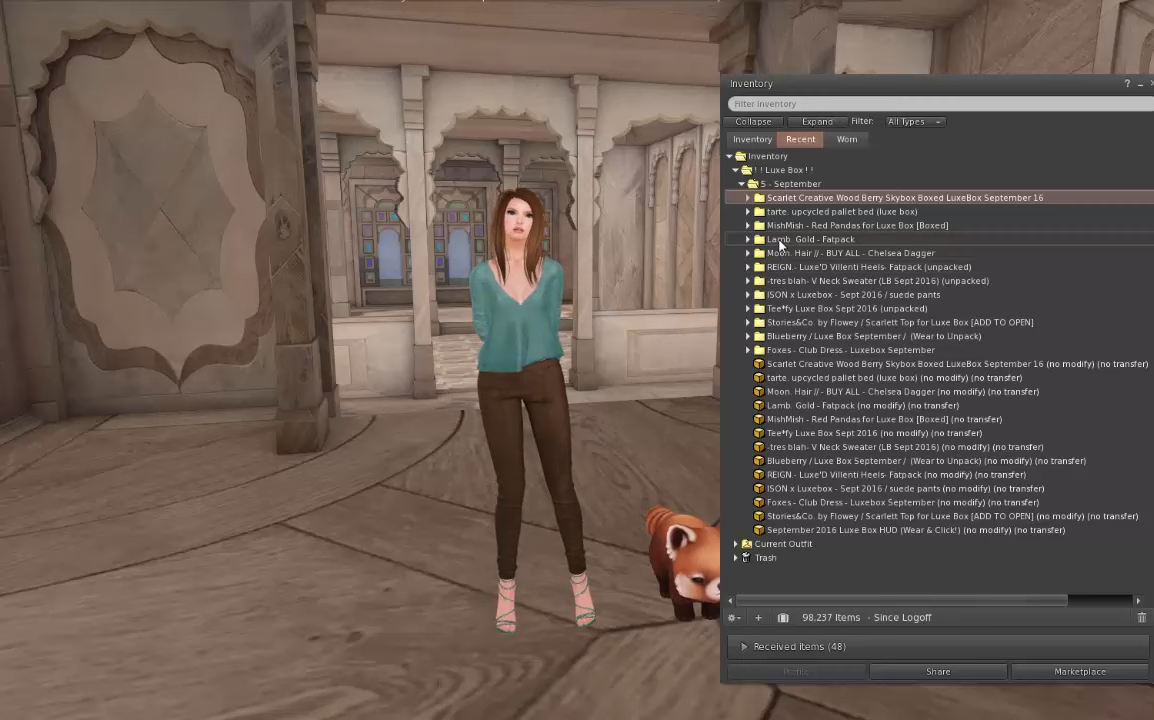 Inventory
?
Filter Inventory
Collapse Expand Filter: All Types
Inventory Recent Worn
Inventory
! ! Luxe Box ! !
5 - September
Scarlet Creative Wood Berry Skybox Boxed LuxeBox September 16
tarte. upcycled pallet bed (luxe box)
MishMish - Red Pandas for Luxe Box [Boxed]
Lamb. Gold - Fatpack
Moon. Hair // - BUY ALL - Chelsea Dagger
REIGN.- Luxe'D Villenti Heels- Fatpack (unpacked)
-tres blah- V Neck Sweater (LB Sept 2016) (unpacked)
ISON x Luxebox - Sept 2016 / suede pants
Tee*fy Luxe Box Sept 2016 (unpacked)
Stories&Co. by Flowey / Scarlett Top for Luxe Box [ADD TO OPEN]
Blueberry / Luxe Box September / (Wear to Unpack)
Foxes - Club Dress - Luxebox September
Scarlet Creative Wood Berry Skybox Boxed LuxeBox September 16 (no modify) (no transfer)
tarte. upcycled pallet bed (luxe box) (no modify) (no transfer)
Moon. Hair // - BUY ALL - Chelsea Dagger (no modify) (no transfer)
Lamb. Gold - Fatpack (no modify) (no transfer)
MishMish - Red Pandas for Luxe Box [Boxed] (no transfer)
Tee*fy Luxe Box Sept 2016 (no modify) (no transfer)
-tres blah- V Neck Sweater (LB Sept 2016) (no modify) (no transfer)
Blueberry / Luxe Box September / (Wear to Unpack) (no modify) (no transfer)
REIGN.- Luxe'D Villenti Heels- Fatpack (no modify) (no transfer)
ISON x Luxebox - Sept 2016 / suede pants (no modify) (no transfer)
Foxes - Club Dress - Luxebox September (no modify) (no transfer)
Stories&Co. by Flowey / Scarlett Top for Luxe Box [ADD TO OPEN] (no modify) (no transfer)
September 2016 Luxe Box HUD (Wear & Click!) (no modify) (no transfer)
Current Outfit
Trash
98,237 Items - Since Logoff
Received items (48)
Profile Share Marketplace